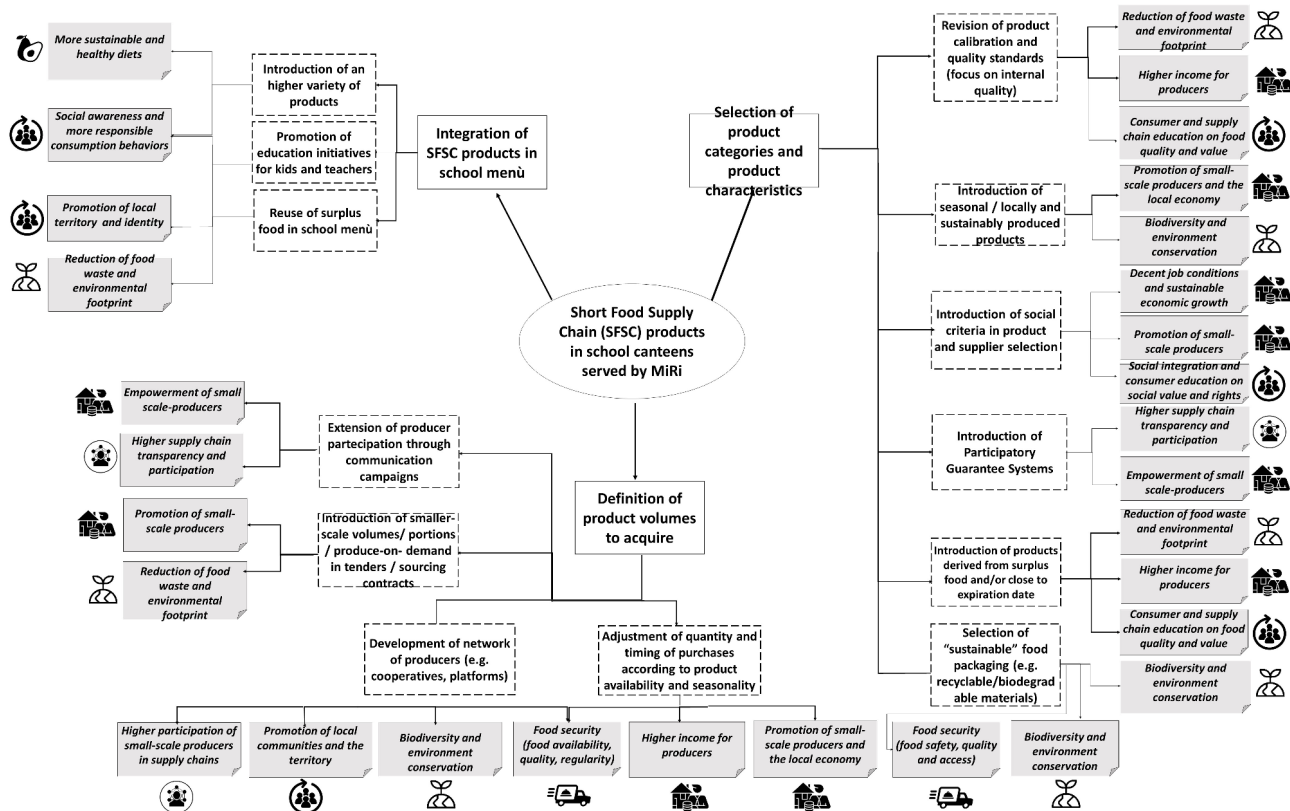 More sustainable and
healthy diets
Social awareness and
more responsible
consumption behaviors
Promotion of local
territory and identity
Reduction of food
waste and
environmental
footprint
Introduction of an
higher variety of
products
Promotion of
education initiatives
for kids and teachers
Reuse of surplus
food in school menù
Integration of
SFSC products in
school menù
Selection of
product
categories and
product
characteristics
Short Food Supply
Chain (SFSC) products
in school canteens
served by MiRi
Revision of product
calibration and
quality standards
(focus on internal
quality)
Reduction of food waste
and environmental
footprint
Higher income for
producers
Consumer and supply
chain education on food
quality and value
Introduction of
seasonal / locally and
sustainably produced
products
Promotion of small-
scale producers and the
local economy
Biodiversity and
environment
conservation
Introduction of social
criteria in product
and supplier selection
Decent job conditions
and sustainable
economic growth
Promotion of small-
scale producers
Social integration and
consumer education on
social value and rights
Introduction of
Participatory
Guarantee Systems
Higher supply chain
transparency and
participation
Empowerment of small
scale-producers
Introduction of products
derived from surplus
food and/or close to
expiration date
Reduction of food waste
and environmental
footprint
Higher income for
producers
Consumer and supply
chain education on food
quality and value
Selection of
"sustainable" food
packaging (e.g.
recyclable/biodegrad
able materials)
Biodiversity and
environment
conservation
Empowerment of small
scale-producers
Higher supply chain
transparency and
participation
Extension of producer
partecipation through
communication
campaigns
Promotion of small-
scale producers
Reduction of food
waste and
environmental
footprint
Introduction of smaller-
scale volumes/ portions
/ produce-on- demand
in tenders / sourcing
contracts
Definition of
product volumes
to acquire
Development of network
of producers (e.g.
cooperatives, platforms)
Adjustment of quantity and
timing of purchases
according to product
availability and seasonality
Higher participation of
small-scale producers
in supply chains
Promotion of local
communities and the
territory
Biodiversity and
environment
conservation
Food security
(food availability,
quality, regularity)
Higher income for
producers
Promotion of small-
scale producers and
the local economy
Food security
(food safety, quality
and access)
Biodiversity and
environment
conservation